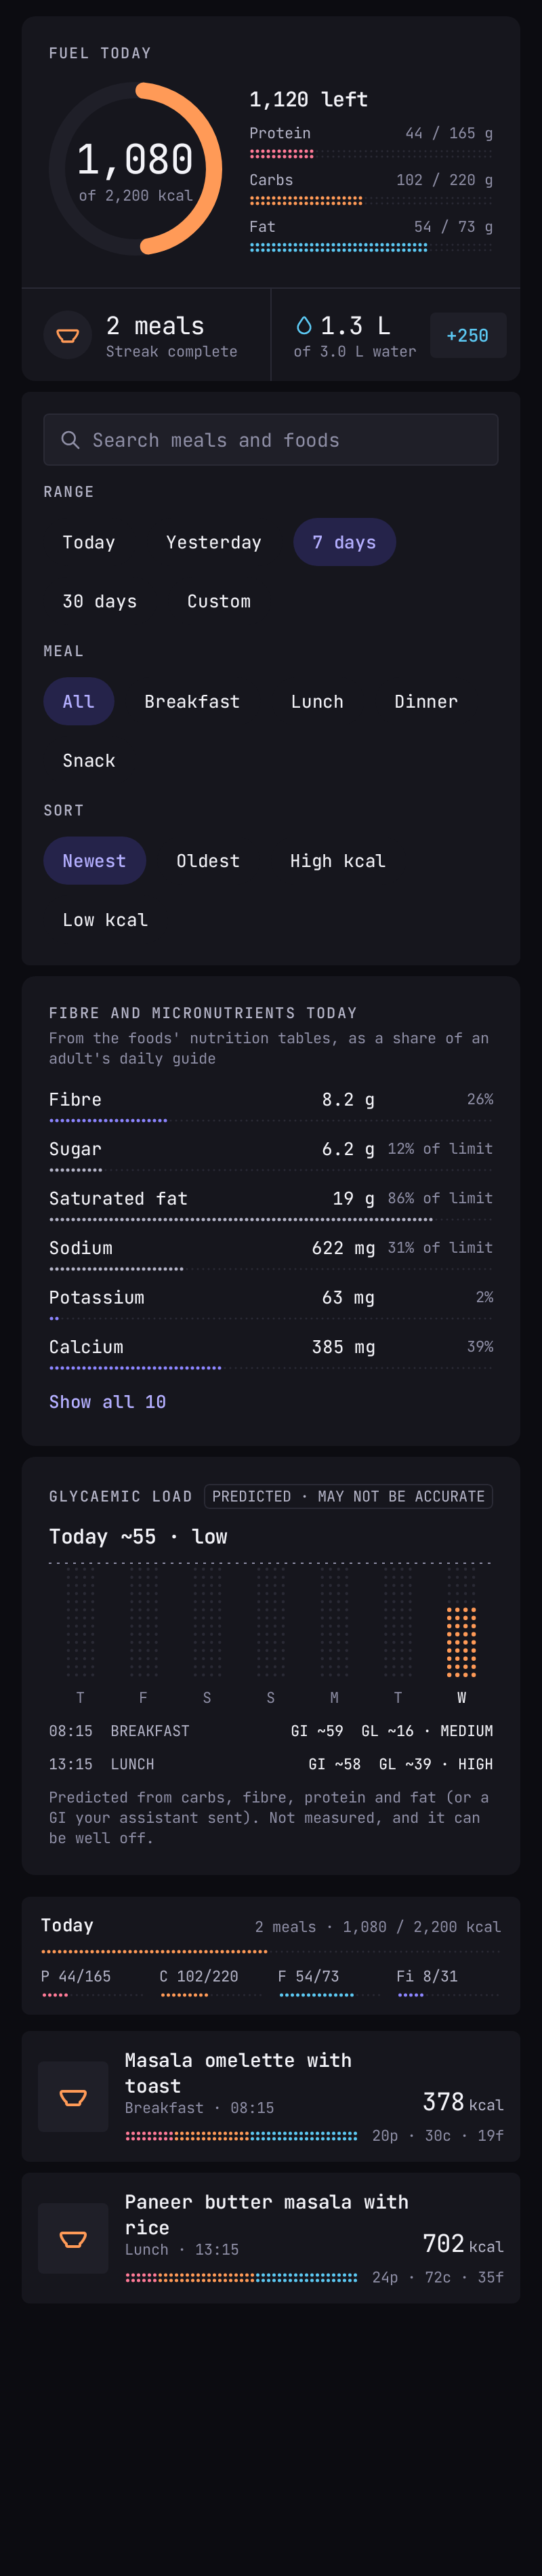 FUEL TODAY
1,080
of 2,200 kcal
1,120 left
Protein 44 / 165 g
Carbs 102 / 220 g
Fat 54 / 73 g
2 meals
Streak complete
1.3 L
of 3.0 L water
+250
Search meals and foods
RANGE
Today Yesterday 7 days
30 days Custom
MEAL
All Breakfast Lunch Dinner
Snack
SORT
Newest Oldest High kcal
Low kcal
FIBRE AND MICRONUTRIENTS TODAY
From the foods' nutrition tables, as a share of an
adult's daily guide
Fibre 8.2 g 26%
Sugar 6.2 g 12% of limit
Saturated fat 19 g 86% of limit
Sodium 622 mg 31% of limit
Potassium 63 mg 2%
Calcium 385 mg 39%
Show all 10
GLYCAEMIC LOAD PREDICTED · MAY NOT BE ACCURATE
Today ~55 · low
T F S S M T W
08:15 BREAKFAST GI ~59 GL ~16 · MEDIUM
13:15 LUNCH GI ~58 GL ~39 · HIGH
Predicted from carbs, fibre, protein and fat (or a
GI your assistant sent). Not measured, and it can
be well off.
Today 2 meals · 1,080 / 2,200 kcal
P 44/165 C 102/220 F 54/73 Fi 8/31
Masala omelette with
toast
Breakfast · 08:15
378 kcal
20p · 30c · 19f
Paneer butter masala with
rice
Lunch · 13:15
702 kcal
24p · 72c · 35f